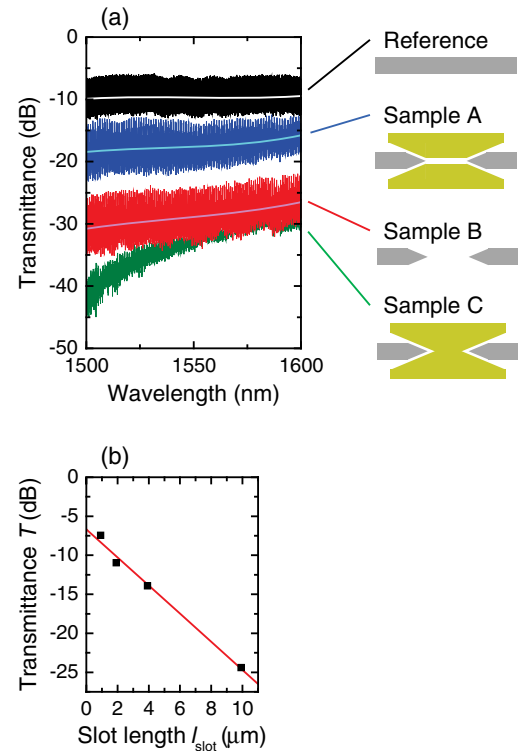 (a)
0
-10
-20
-30
-40
-50
Transmittance (dB)
1500
1550
1600
Wavelength (nm)
Reference
Sample A
Sample B
Sample C
(b)
0
-5
-10
-15
-20
-25
Transmittance T (dB)
0
2
4
6
8
10
Slot length lslot (μm)